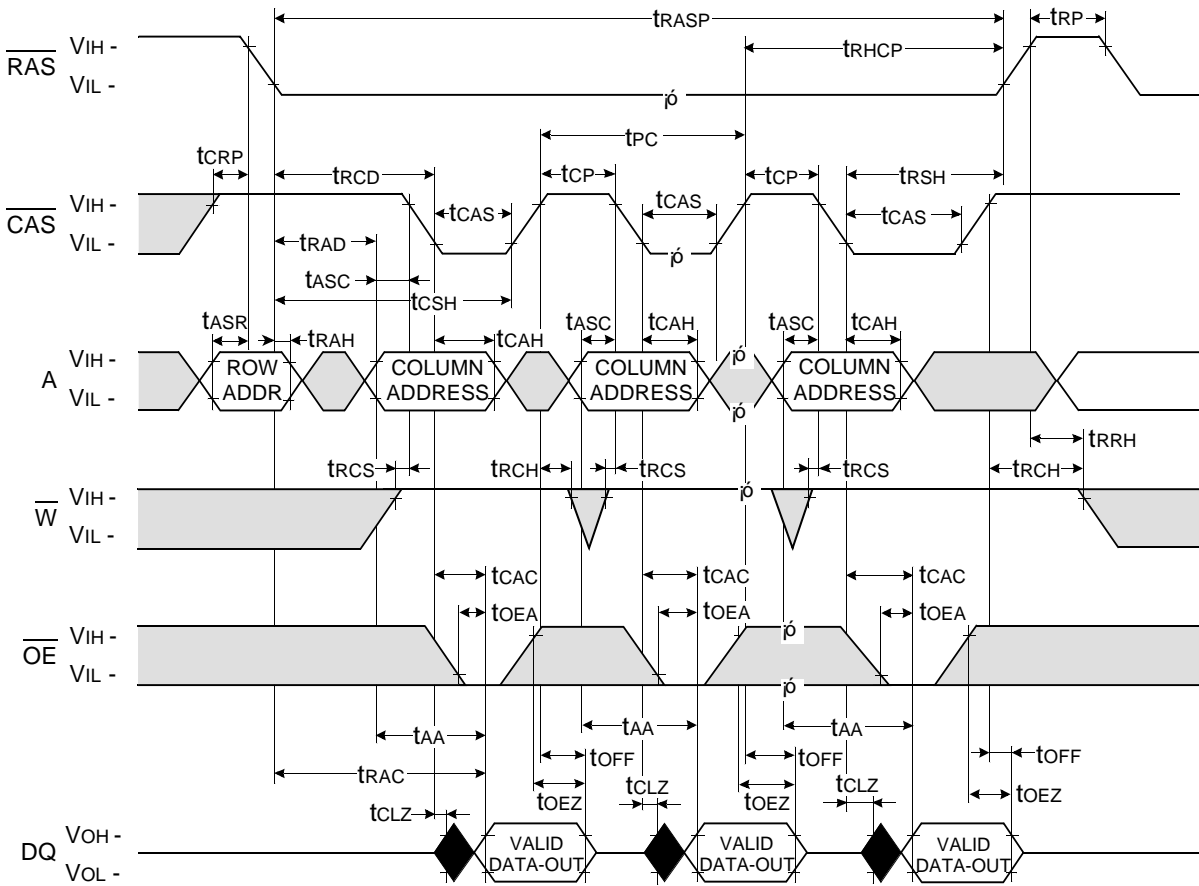 tRASP
tRP
VIH -
tRHCP
RAS
VIL -
¡ó
tPC
tCRP
tRCD
tCP
tCP
tRSH
VIH -
CAS
tCAS
tCAS
tCAS
VIL -
tRAD
¡ó
tASC
tCSH
tASR
tRAH
tCAH
tASC
tCAH
tASC
tCAH
VIH -
ROW
COLUMN
COLUMN
¡ó
COLUMN
A
VIL -
ADDR
ADDRESS
ADDRESS
ADDRESS
¡ó
tRRH
tRCS
tRCH
tRCS
tRCS
tRCH
VIH -
¡ó
W
VIL -
tCAC
tCAC
tCAC
tOEA
tOEA
tOEA
VIH -
¡ó
OE
VIL -
¡ó
tAA
tAA
tAA
tOFF
tOFF
tOFF
tRAC
tCLZ
tOEZ
tCLZ
tOEZ
tCLZ
tOEZ
VOH -
VALID
VALID
VALID
DQ
DATA-OUT
DATA-OUT
DATA-OUT
VOL -